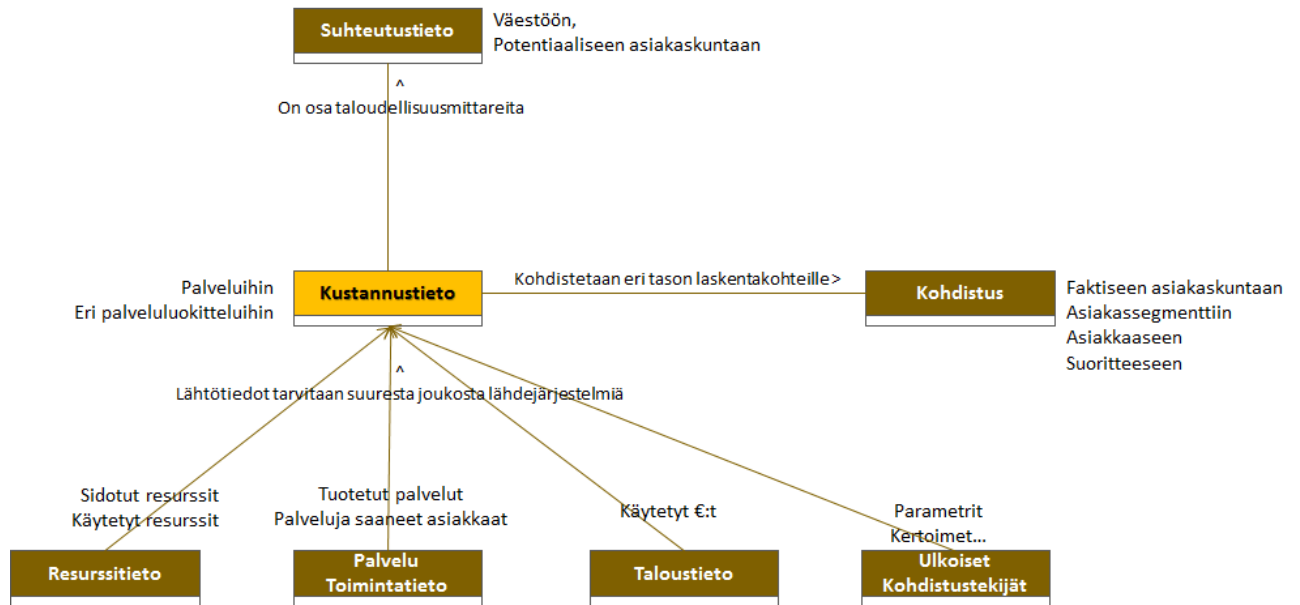 Suhteutustieto
Väestöön,
Potentiaaliseen asiakaskuntaan
^
On osa taloudellisuusmittareita
Palveluihin
Eri palveluluokitteluihin
Kustannustieto
Kohdistetaan eri tason laskentakohteille>
Kohdistus
Faktiseen asiakaskuntaan
Asiakassegmenttiin
Asiakkaaseen
Suoritteeseen
^
Lähtötiedot tarvitaan suuresta joukosta lähdejärjestelmiä
Sidotut resurssit
Käytetyt resurssit
Tuotetut palvelut
Palveluja saaneet asiakkaat
Käytetyt €:t
Parametrit
Kertoimet...
Resurssitieto
Palvelu
Toimintatieto
Taloustieto
Ulkoiset
Kohdistustekijät